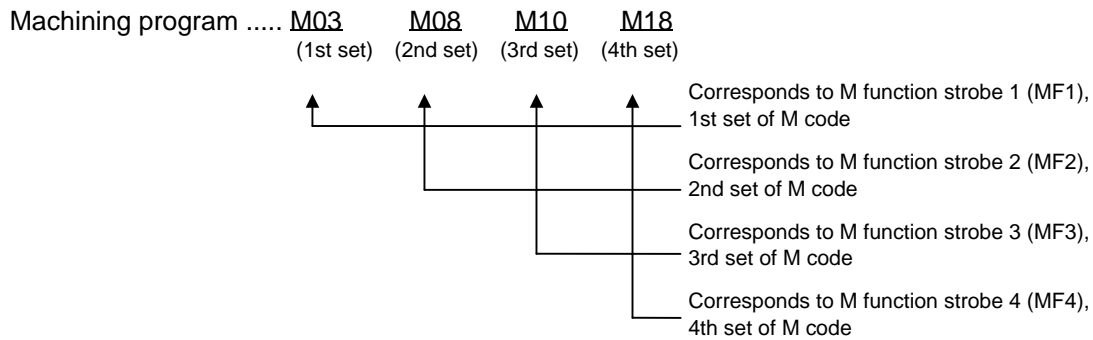 Machining program ..... M03 M08 M10 M18
(1st set) (2nd set) (3rd set) (4th set)
Corresponds to M function strobe 1 (MF1),
1st set of M code
Corresponds to M function strobe 2 (MF2),
2nd set of M code
Corresponds to M function strobe 3 (MF3),
3rd set of M code
Corresponds to M function strobe 4 (MF4),
4th set of M code